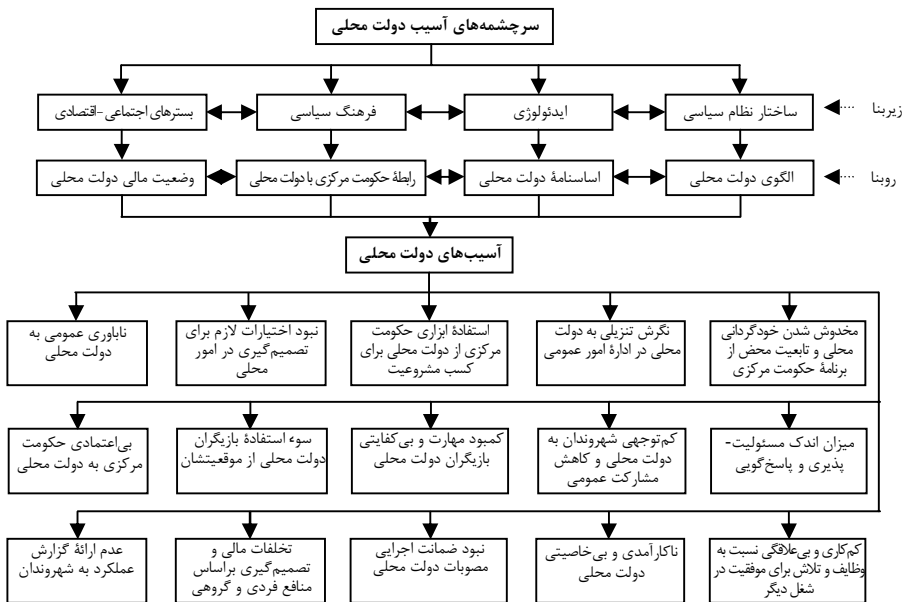 سرچشمه‌های آسیب دولت محلی
زیربنا
ساختار نظام سیاسی
ایدئولوژی
فرهنگ سیاسی
بسترهای اجتماعی-اقتصادی
روبنا
الگوی دولت محلی
اساسنامهٔ دولت محلی
رابطهٔ حکومت مرکزی با دولت محلی
وضعیت مالی دولت محلی
آسیب‌های دولت محلی
مخدوش شدن خودگردانی
محلی و تابعیت محض از
برنامهٔ حکومت مرکزی
نگرش تنزیلی به دولت
محلی در ادارهٔ امور عمومی
استفادهٔ ابزاری حکومت
مرکزی از دولت محلی برای
کسب مشروعیت
نبود اختیارات لازم برای
تصمیم‌گیری در امور
محلی
ناباوری عمومی به
دولت محلی
میزان اندک مسئولیت-
پذیری و پاسخ‌گویی
کم‌توجهی شهروندان به
دولت محلی و کاهش
مشارکت عمومی
کمبود مهارت و بی‌کفایتی
بازیگران دولت محلی
سوء استفادهٔ بازیگران
دولت محلی از موقعیتشان
بی‌اعتمادی حکومت
مرکزی به دولت محلی
کم‌کاری و بی‌علاقگی نسبت به
وظایف و تلاش برای موفقیت در
شغل دیگر
ناکارآمدی و بی‌خاصیتی
دولت محلی
نبود ضمانت اجرایی
مصوبات دولت محلی
تخلفات مالی و
تصمیم‌گیری براساس
منافع فردی و گروهی
عدم ارائهٔ گزارش
عملکرد به شهروندان